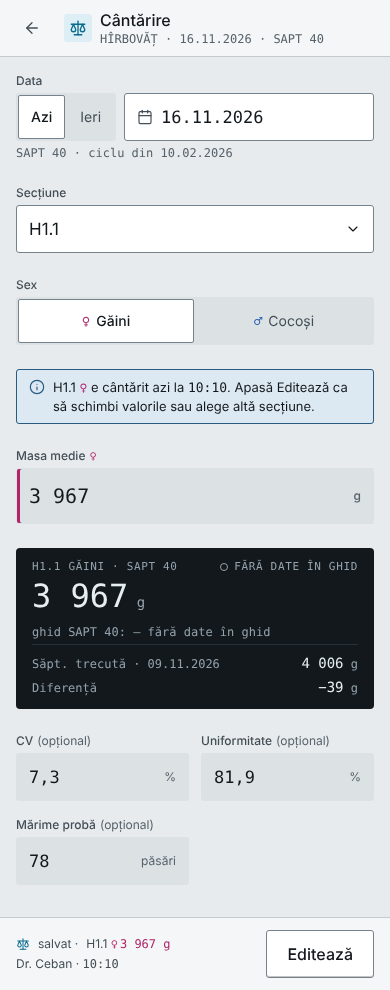 Cântărire
HÎRBOVĂȚ · 16.11.2026 · SAPT 40
Data
Azi Ieri 16.11.2026
SAPT 40 · ciclu din 10.02.2026
Secțiune
H1.1
Sex
♀ Găini ♂ Cocoși
H1.1 ♀ e cântărit azi la 10:10. Apasă Editează ca
să schimbi valorile sau alege altă secțiune.
Masa medie ♀
3 967 g
H1.1 GĂINI · SAPT 40 ○ FĂRĂ DATE ÎN GHID
3 967 g
ghid SAPT 40: — fără date în ghid
Săpt. trecută · 09.11.2026 4 006 g
Diferență −39 g
CV (opțional) Uniformitate (opțional)
7,3 % 81,9 %
Mărime probă (opțional)
78 păsări
salvat · H1.1 ♀ 3 967 g
Dr. Ceban · 10:10
Editează